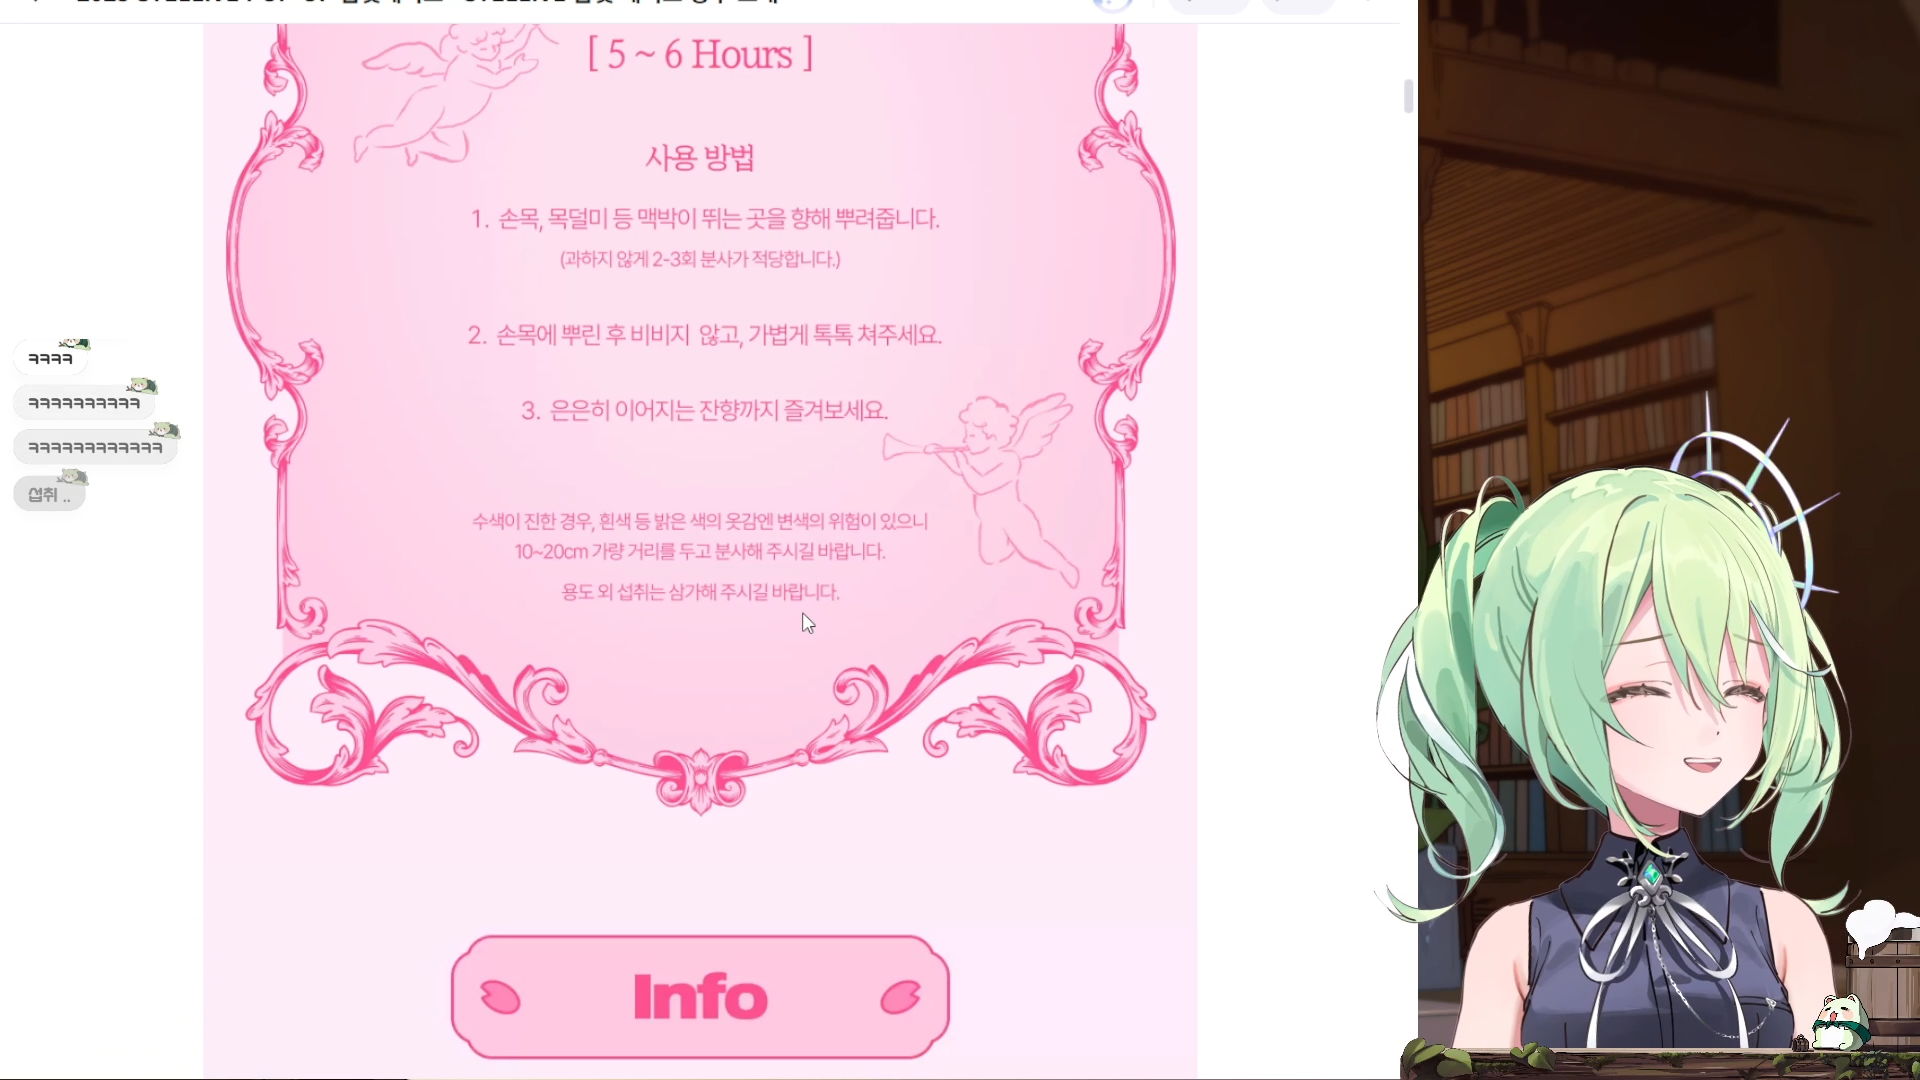 [ 5 ~ 6 Hours ]
사용 방법
1. 손목, 목덜미 등 맥박이 뛰는 곳을 향해 뿌려줍니다.
(과하지 않게 2-3회 분사가 적당합니다.)
2. 손목에 뿌린 후 비비지 않고, 가볍게 톡톡 쳐주세요.
3. 은은히 이어지는 잔향까지 즐겨보세요.
수색이 진한 경우, 흰색 등 밝은 색의 옷감엔 변색의 위험이 있으니
10~20cm 가량 거리를 두고 분사해 주시길 바랍니다.
용도 외 섭취는 삼가해 주시길 바랍니다.
Info
ㅋㅋㅋㅋ
ㅋㅋㅋㅋㅋㅋㅋㅋㅋㅋ
ㅋㅋㅋㅋㅋㅋㅋㅋㅋㅋㅋㅋ
섭취 ..